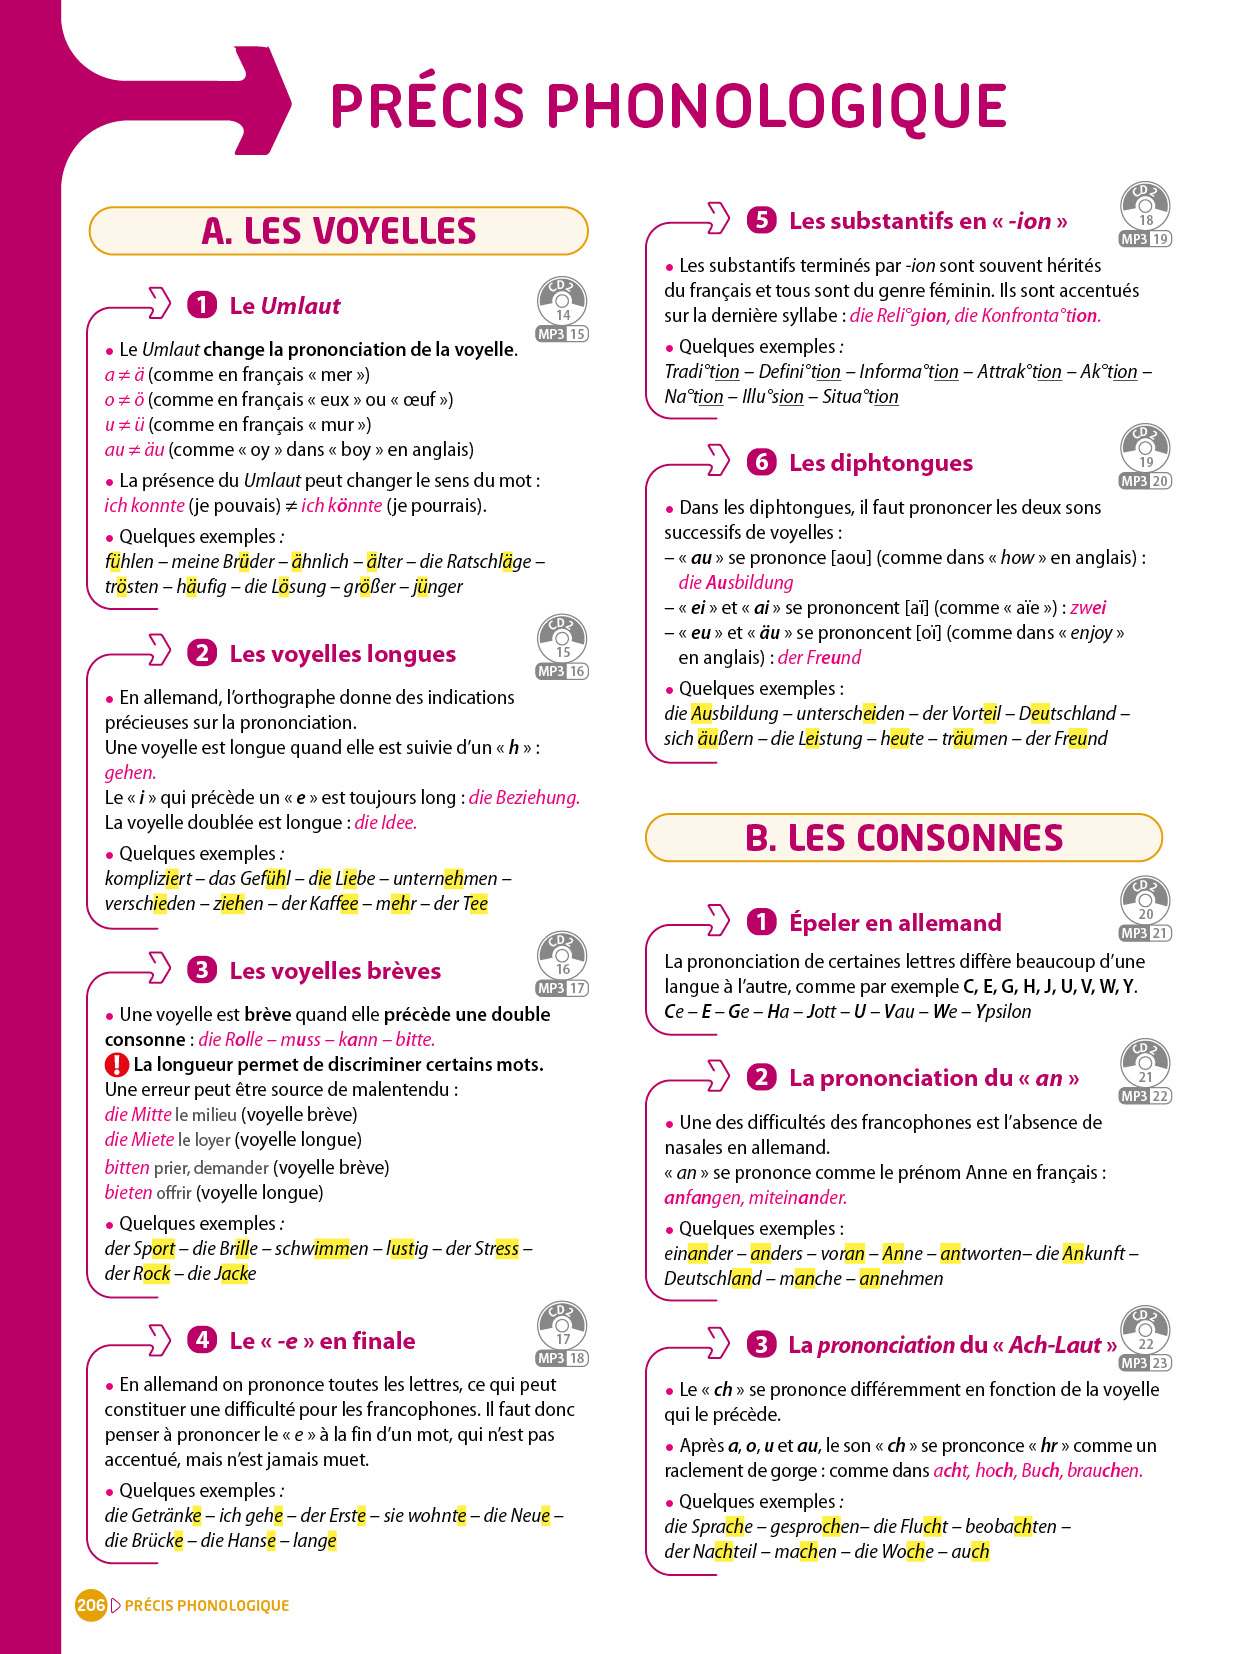 PRÉCIS PHONOLOGIQUE
A. LES VOYELLES
1 Le Umlaut
CD 2
14
MP3 15
• Le Umlaut change la prononciation de la voyelle.
a ≠ ä (comme en français « mer »)
o ≠ ö (comme en français « eux » ou « œuf »)
u ≠ ü (comme en français « mur »)
au ≠ äu (comme « oy » dans « boy » en anglais)
• La présence du Umlaut peut changer le sens du mot :
ich konnte (je pouvais) ≠ ich könnte (je pourrais).
• Quelques exemples :
fühlen – meine Brüder – ähnlich – älter – die Ratschläge –
trösten – häufig – die Lösung – größer – jünger
2 Les voyelles longues
CD 2
15
MP3 16
• En allemand, l’orthographe donne des indications
précieuses sur la prononciation.
Une voyelle est longue quand elle est suivie d’un « h » :
gehen.
Le « i » qui précède un « e » est toujours long : die Beziehung.
La voyelle doublée est longue : die Idee.
• Quelques exemples :
kompliziert – das Gefühl – die Liebe – unternehmen –
verschieden – ziehen – der Kaffee – mehr – der Tee
3 Les voyelles brèves
CD 2
16
MP3 17
• Une voyelle est brève quand elle précède une double
consonne : die Rolle – muss – kann – bitte.
! La longueur permet de discriminer certains mots.
Une erreur peut être source de malentendu :
die Mitte le milieu (voyelle brève)
die Miete le loyer (voyelle longue)
bitten prier, demander (voyelle brève)
bieten offrir (voyelle longue)
• Quelques exemples :
der Sport – die Brille – schwimmen – lustig – der Stress –
der Rock – die Jacke
4 Le « -e » en finale
CD 2
17
MP3 18
• En allemand on prononce toutes les lettres, ce qui peut
constituer une difficulté pour les francophones. Il faut donc
penser à prononcer le « e » à la fin d’un mot, qui n’est pas
accentué, mais n’est jamais muet.
• Quelques exemples :
die Getränke – ich gehe – der Erste – sie wohnte – die Neue –
die Brücke – die Hanse – lange
5 Les substantifs en « -ion »
CD 2
18
MP3 19
• Les substantifs terminés par -ion sont souvent hérités
du français et tous sont du genre féminin. Ils sont accentués
sur la dernière syllabe : die Reli°gion, die Konfronta°tion.
• Quelques exemples :
Tradi°tion – Defini°tion – Informa°tion – Attrak°tion – Ak°tion –
Na°tion – Illu°sion – Situa°tion
6 Les diphtongues
CD 2
19
MP3 20
• Dans les diphtongues, il faut prononcer les deux sons
successifs de voyelles :
– « au » se prononce [aou] (comme dans « how » en anglais) :
die Ausbildung
– « ei » et « ai » se prononcent [aï] (comme « aïe ») : zwei
– « eu » et « äu » se prononcent [oï] (comme dans « enjoy »
en anglais) : der Freund
• Quelques exemples :
die Ausbildung – unterscheiden – der Vorteil – Deutschland –
sich äußern – die Leistung – heute – träumen – der Freund
B. LES CONSONNES
1 Épeler en allemand
CD 2
20
MP3 21
La prononciation de certaines lettres diffère beaucoup d’une
langue à l’autre, comme par exemple C, E, G, H, J, U, V, W, Y.
Ce – E – Ge – Ha – Jott – U – Vau – We – Ypsilon
2 La prononciation du « an »
CD 2
21
MP3 22
• Une des difficultés des francophones est l’absence de
nasales en allemand.
« an » se prononce comme le prénom Anne en français :
anfangen, miteinander.
• Quelques exemples :
einander – anders – voran – Anne – antworten– die Ankunft –
Deutschland – manche – annehmen
3 La prononciation du « Ach-Laut »
CD 2
22
MP3 23
• Le « ch » se prononce différemment en fonction de la voyelle
qui le précède.
• Après a, o, u et au, le son « ch » se pronconce « hr » comme un
raclement de gorge : comme dans acht, hoch, Buch, brauchen.
• Quelques exemples :
die Sprache – gesprochen– die Flucht – beobachten –
der Nachteil – machen – die Woche – auch
206 PRÉCIS PHONOLOGIQUE